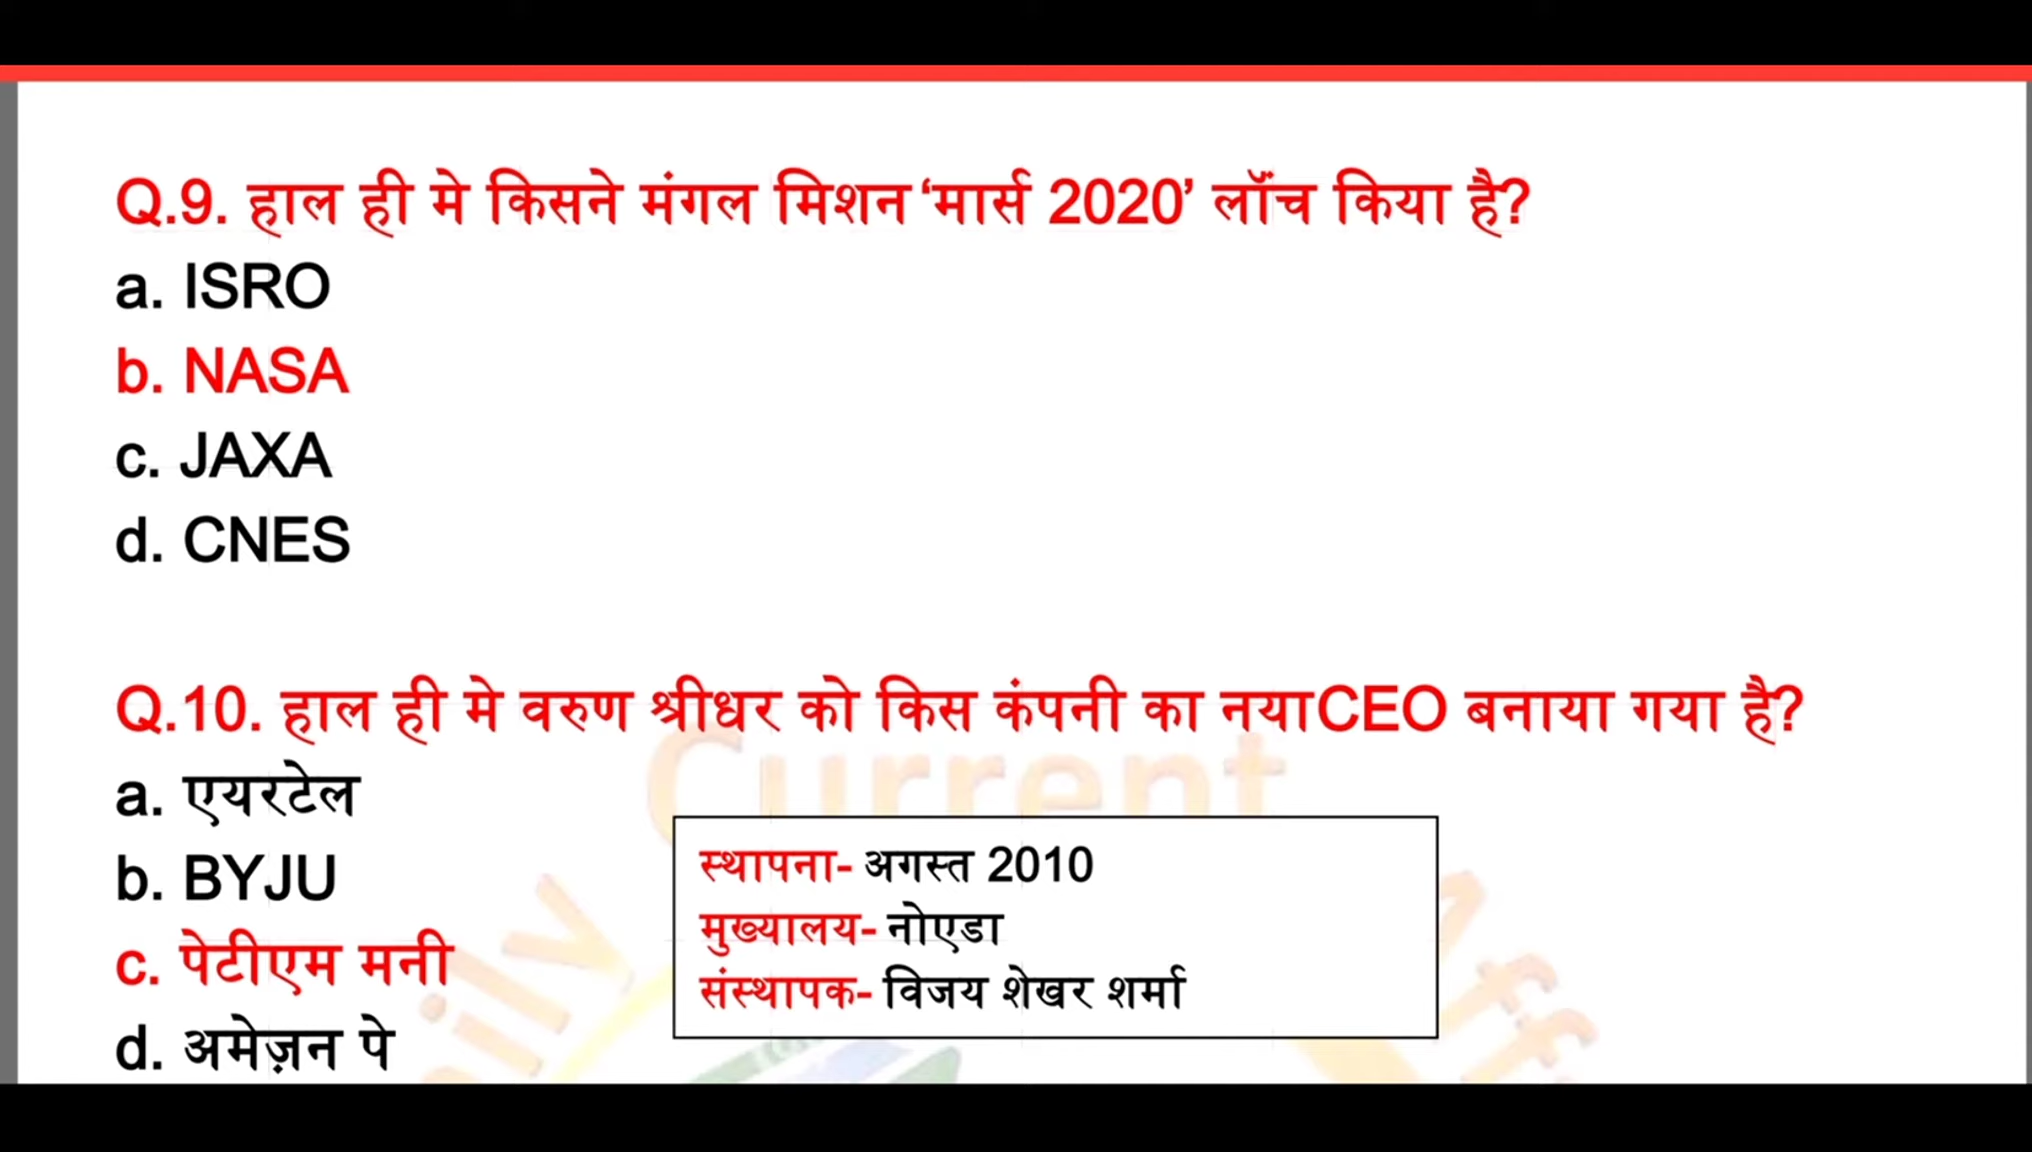 Q.9. हाल ही मे किसने मंगल मिशन ‘मार्स 2020’ लॉंच किया है?
a. ISRO
b. NASA
c. JAXA
d. CNES
Q.10. हाल ही मे वरुण श्रीधर को किस कंपनी का नयाCEO बनाया गया है?
a. एयरटेल
b. BYJU
c. पेटीएम मनी
d. अमेज़न पे
स्थापना- अगस्त 2010
मुख्यालय- नोएडा
संस्थापक- विजय शेखर शर्मा
Current